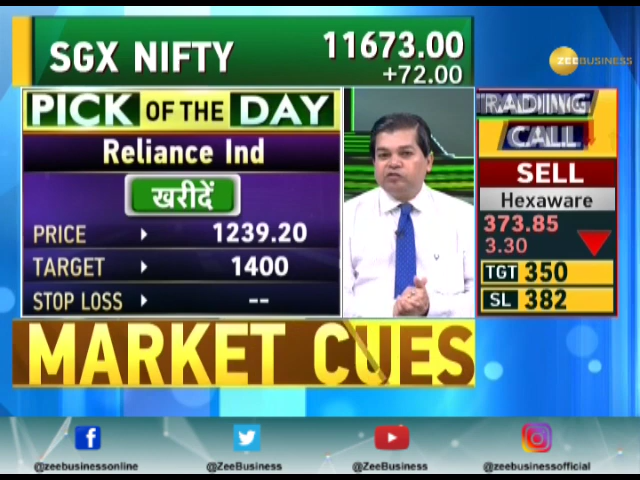 SGX NIFTY
11673.00
+72.00
ZEEBUSINESS
PICK OF THE DAY
Reliance Ind
खरीदें
PRICE 1239.20
TARGET 1400
STOP LOSS --
TRADING
CALL
SELL
Hexaware
373.85
3.30
TGT 350
SL 382
MARKET CUES
@zeebusinessonline
@ZeeBusiness
@ZeeBusiness
@zeebusinessofficial